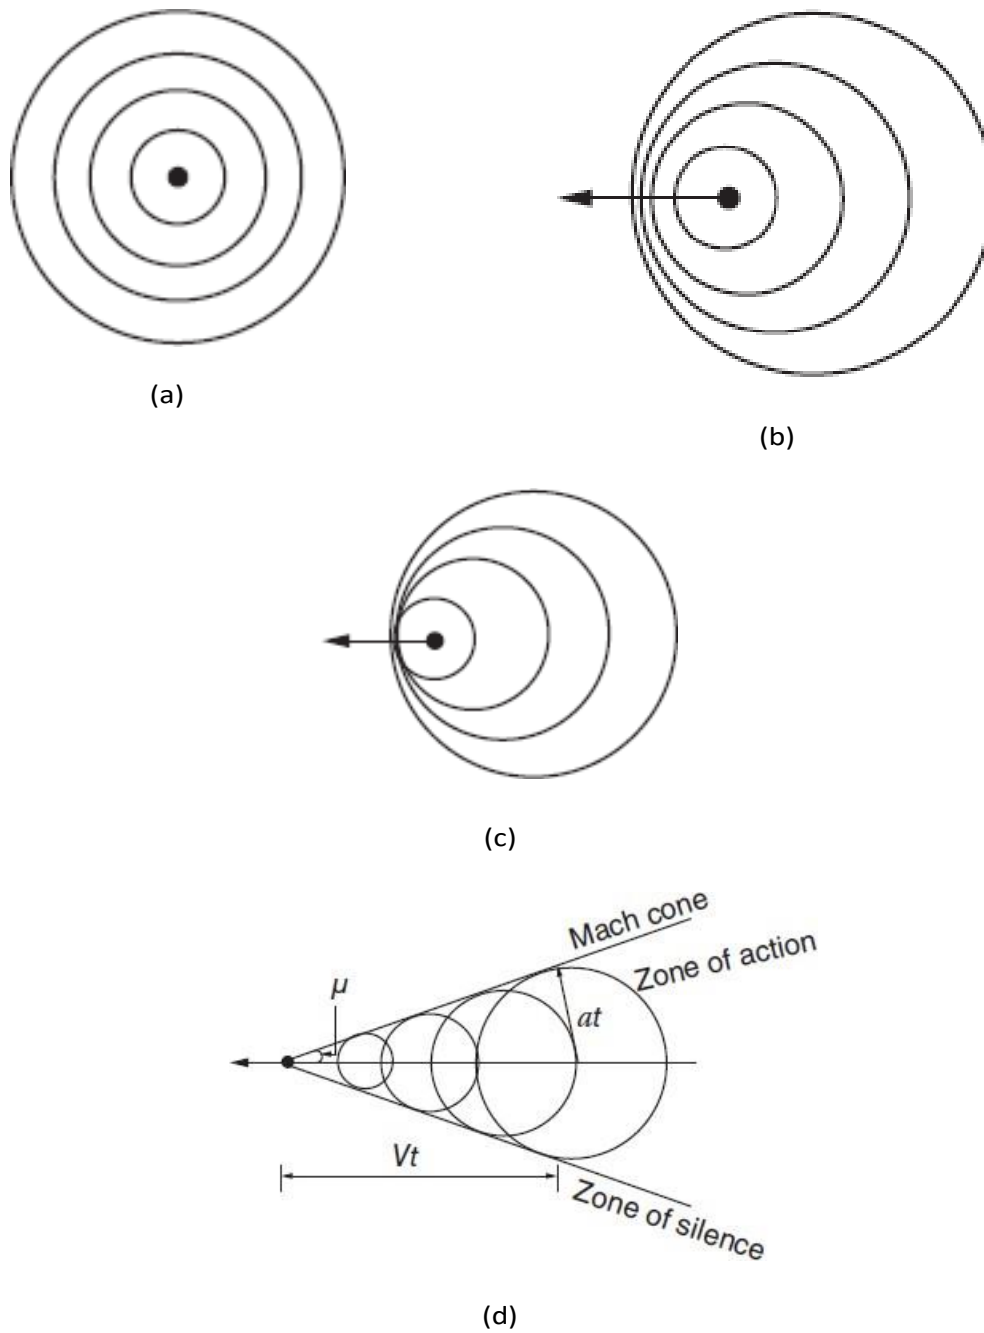 (a)
(b)
(c)
Mach cone
Zone of action
μ
at
Vt
Zone of silence
(d)